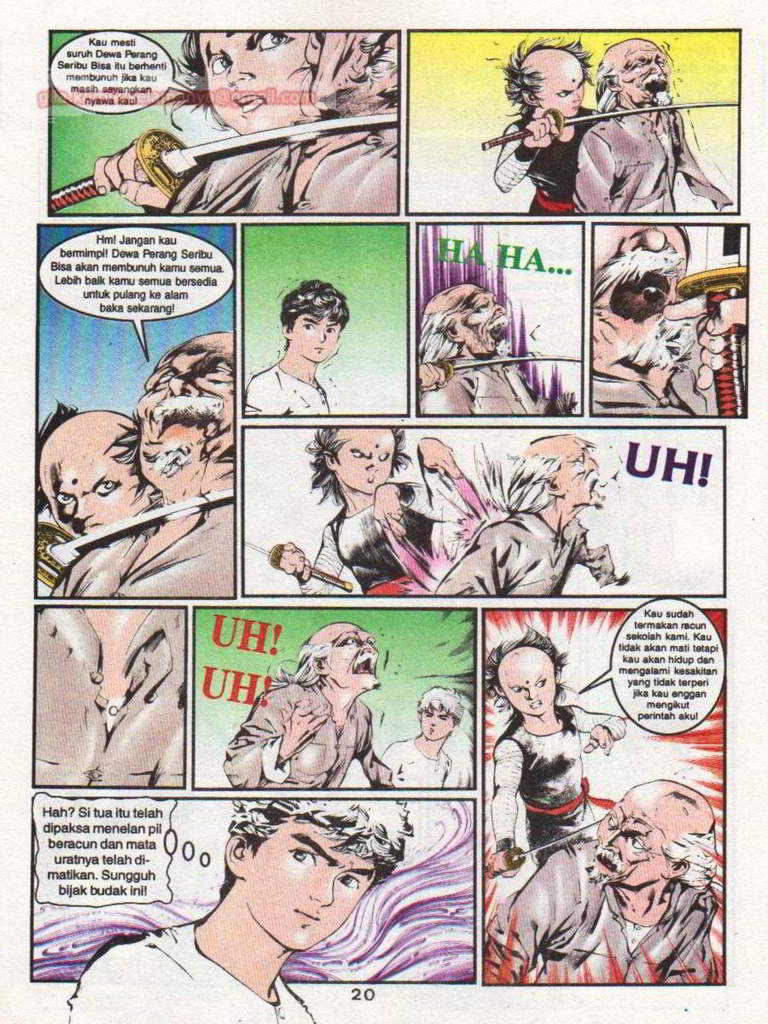 Kau mesti
suruh Dewa Perang
Seribu Bisa itu berhenti
membunuh jika kau
masih sayangkan
nyawa kau!
Hm! Jangan kau
bermimpi! Dewa Perang Seribu
Bisa akan membunuh kamu semua.
Lebih baik kamu semua bersedia
untuk pulang ke alam
baka sekarang!
HA HA...
UH!
UH!
UH!
Kau sudah
termakan racun
sekolah kami. Kau
tidak akan mati tetapi
kau akan hidup dan
mengalami kesakitan
yang tidak terperi
jika kau enggan
mengikut
perintah aku!
Hah? Si tua itu telah
dipaksa menelan pil
beracun dan mata
uratnya telah di-
matikan. Sungguh
bijak budak ini!
20